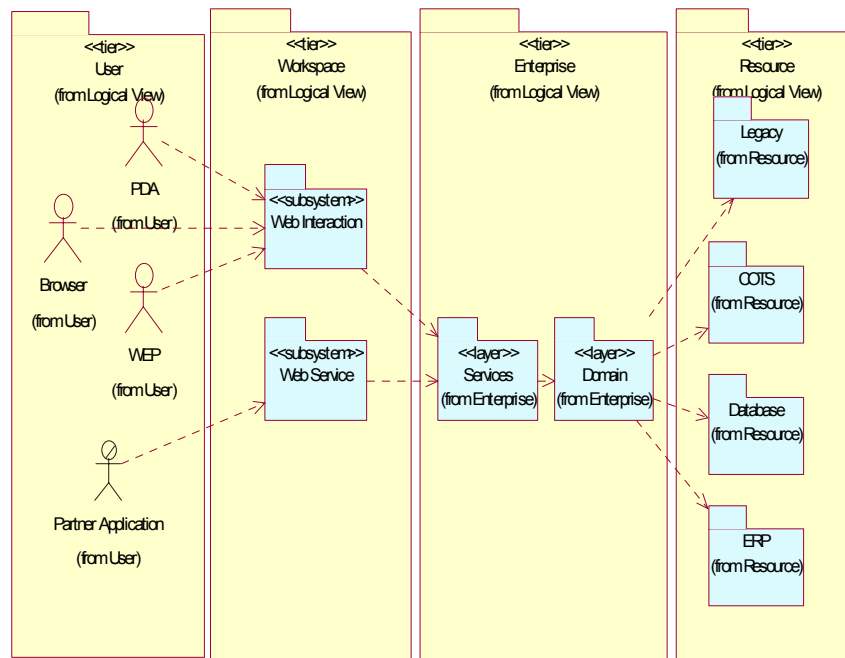 <<tier>>
User
(from Logical View)
PDA
(from User)
Browser
(from User)
WEP
(from User)
Partner Application
(from User)
<<tier>>
Workspace
(from Logical View)
<<subsystem>>
Web Interaction
<<subsystem>>
Web Service
<<tier>>
Enterprise
(from Logical View)
<<layer>>
Services
(from Enterprise)
<<layer>>
Domain
(from Enterprise)
<<tier>>
Resource
(from Logical View)
Legacy
(from Resource)
COTS
(from Resource)
Database
(from Resource)
ERP
(from Resource)